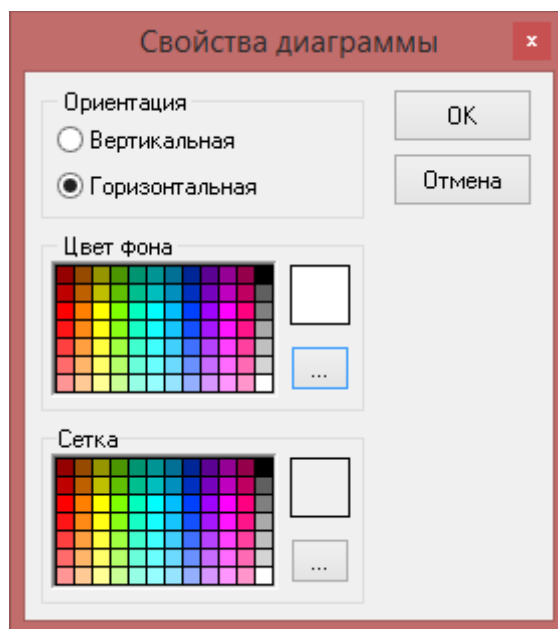 Свойства диаграммы
x
Ориентация
Вертикальная
Горизонтальная
OK
Отмена
Цвет фона
...
Сетка
...